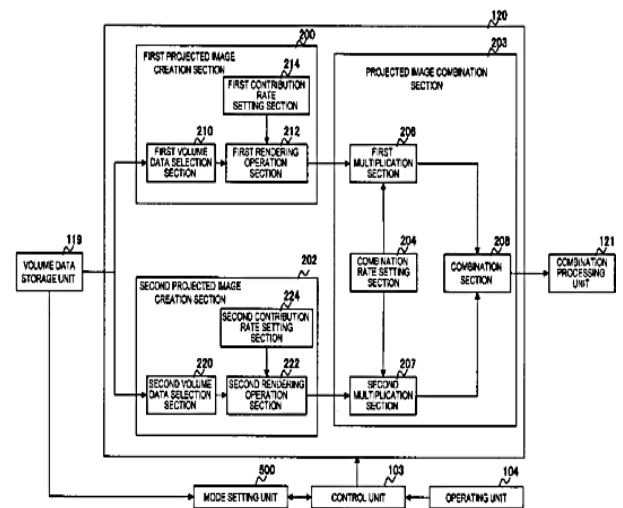 120
200
FIRST PROJECTED IMAGE
CREATION SECTION
214
FIRST CONTRIBUTION
RATE
SETTING SECTION
210
FIRST VOLUME
DATA SELECTION
SECTION
212
FIRST RENDERING
OPERATION
SECTION
203
PROJECTED IMAGE COMBINATION
SECTION
206
FIRST
MULTIPLICATION
SECTION
119
VOLUME DATA
STORAGE UNIT
204
COMBINATION
RATE SETTING
SECTION
208
COMBINATION
SECTION
121
COMBINATION
PROCESSING
UNIT
202
SECOND PROJECTED IMAGE
CREATION-SECTION
224
SECOND CONTRIBUTION
RATE SETTING
SECTION
220
SECOND VOLUME
DATA SELECTION
SECTION
222
SECOND RENDERING
OPERATION
SECTION
207
SECOND
MULTIPLICATION
SECTION
500
MODE SETTING UNIT
103
CONTROL UNIT
104
OPERATING UNIT